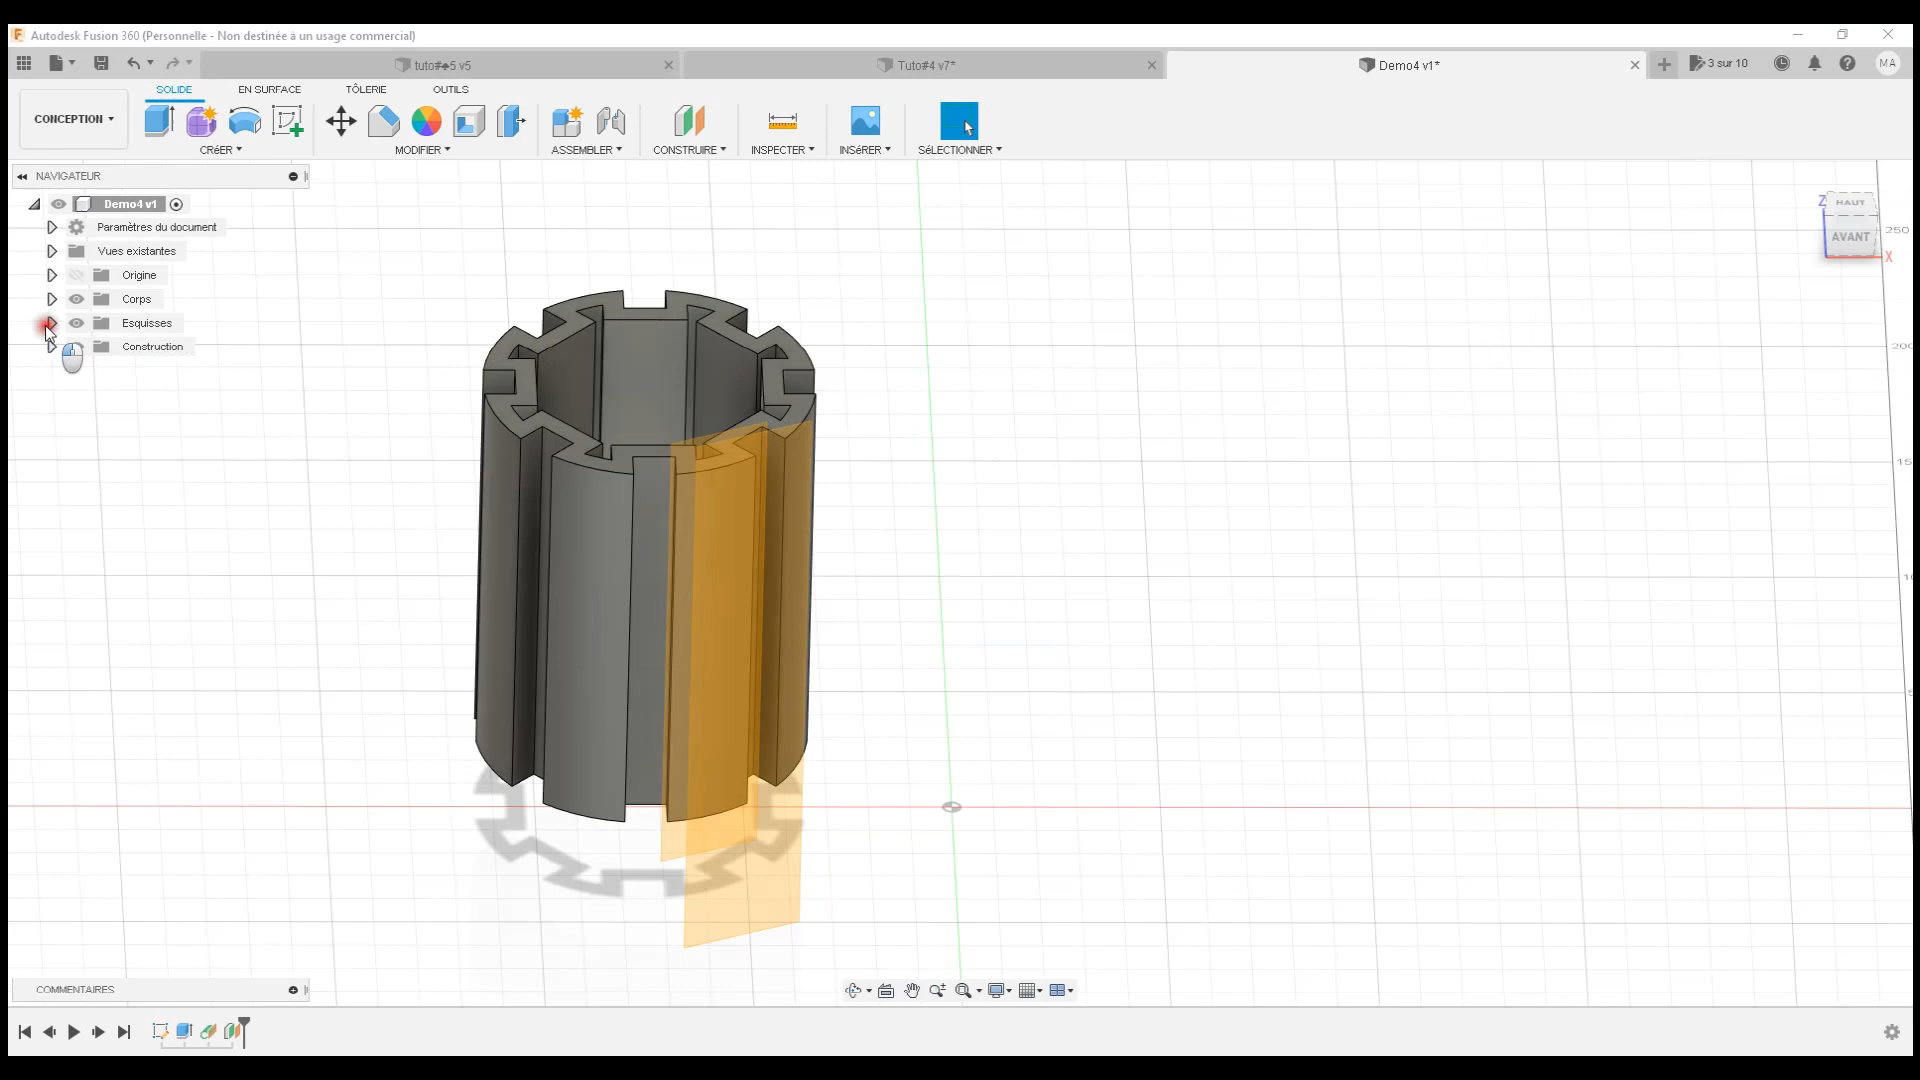 Autodesk Fusion 360 (Personnelle - Non destinée à un usage commercial)
tuto#♠5 v5
Tuto#4 v7*
Demo4 v1*
3 sur 10
MA
CONCEPTION
SOLIDE
EN SURFACE
TÔLERIE
OUTILS
CRéER
MODIFIER
ASSEMBLER
CONSTRUIRE
INSPECTER
INSéRER
SéLECTIONNER
NAVIGATEUR
Demo4 v1
Paramètres du document
Vues existantes
Origine
Corps
Esquisses
Construction
Z
HAUT
AVANT
X
250
200
COMMENTAIRES